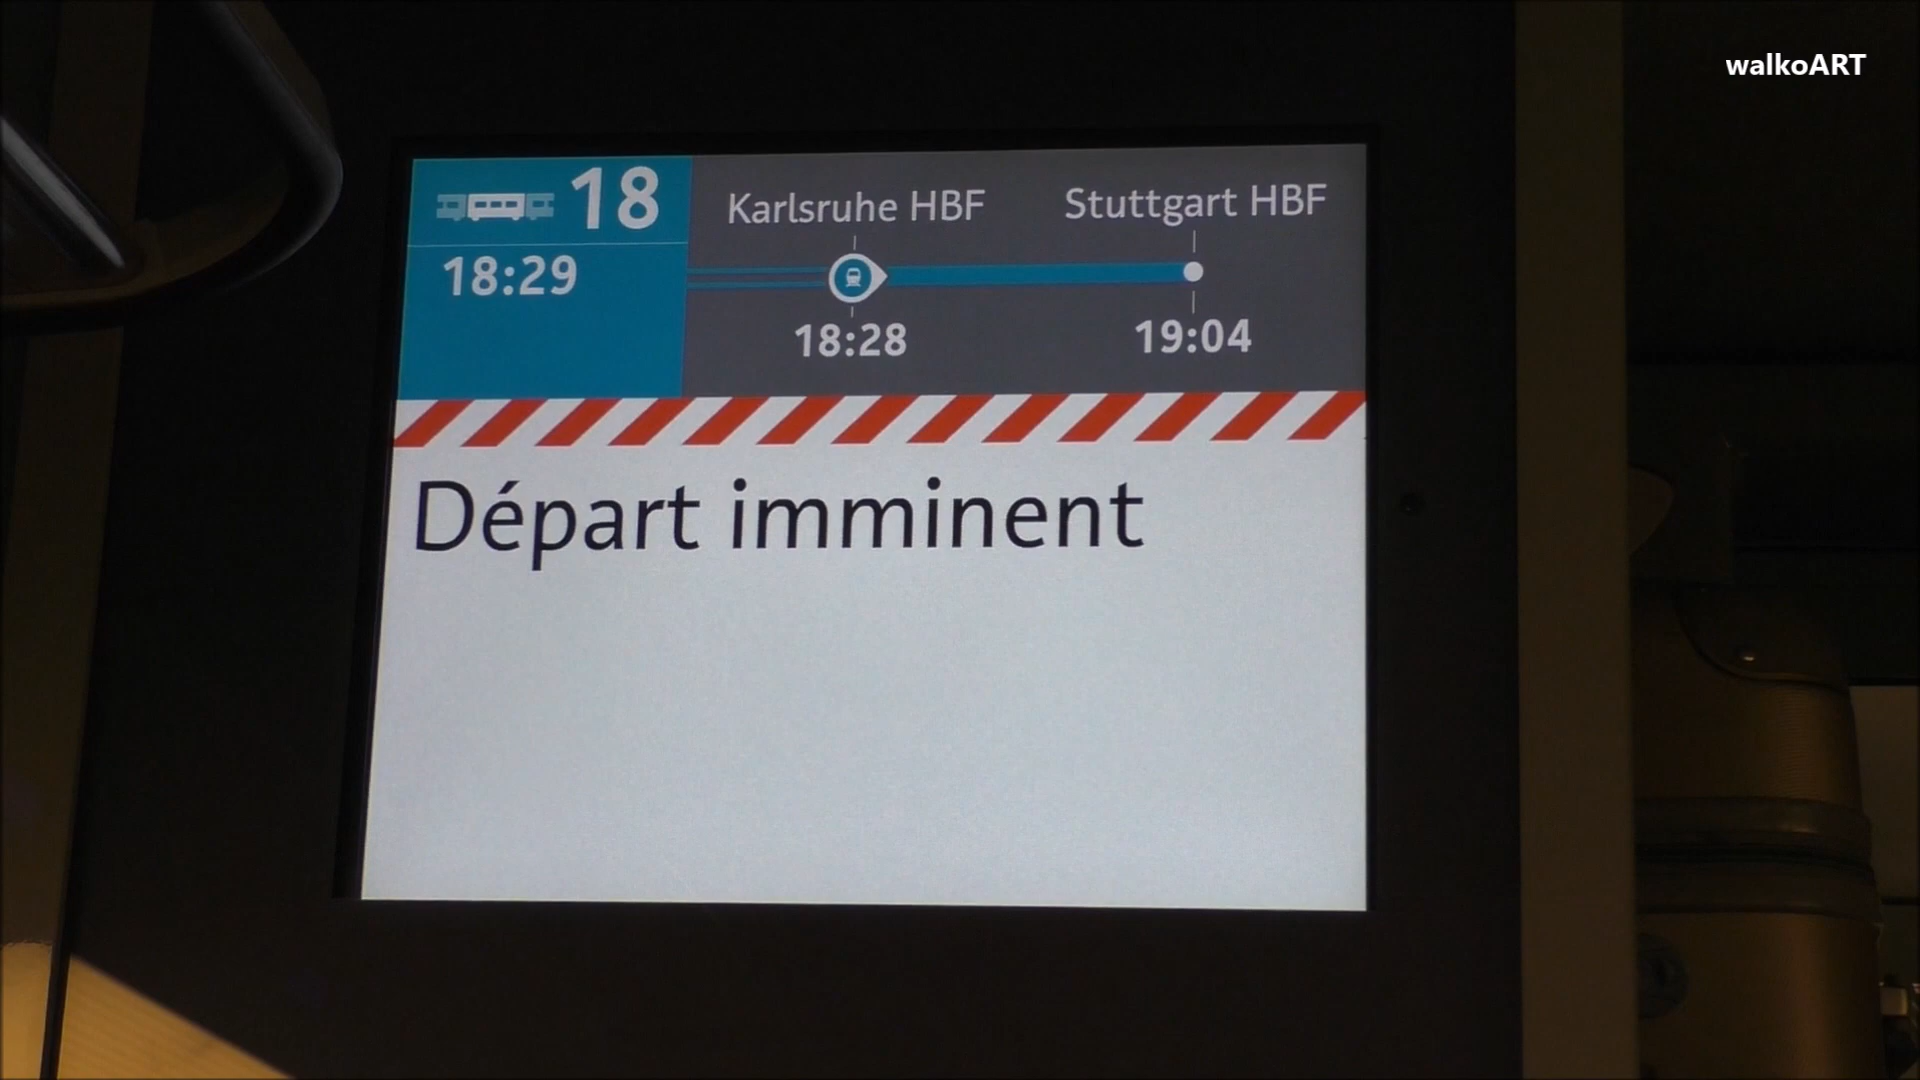 walkoART
18
18:29
Karlsruhe HBF
Stuttgart HBF
18:28
19:04
Départ imminent